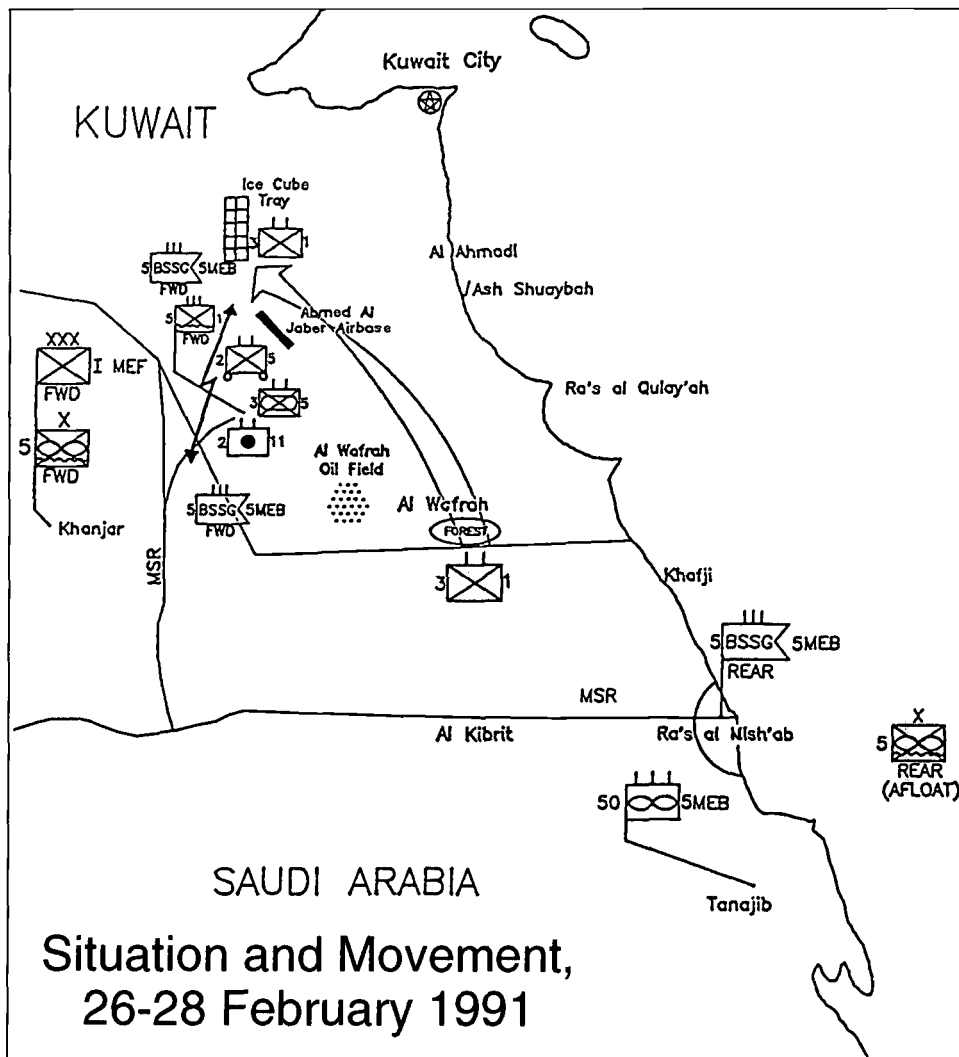 Kuwait City
KUWAIT
Ice Cube
Tray
3 1
Al Ahmadi
5 BSSG 5MEB
FWD
Ash Shuaybah
5 1
FWD
Ahmed Al
Jaber Airbase
XXX
I MEF
FWD
2 5
Ra's al Qulay'ah
3 5
X
5
FWD
2 11
Al Wafrah
Oil Field
Al Wafrah
FOREST
5 BSSG 5MEB
FWD
Khanjar
MSR
3 1
Khafji
5 BSSG 5MEB
REAR
MSR
Al Kibrit
Ra's al Mish'ab
X
5
REAR
(AFLOAT)
50 5MEB
SAUDI ARABIA
Tanajib
Situation and Movement,
26-28 February 1991